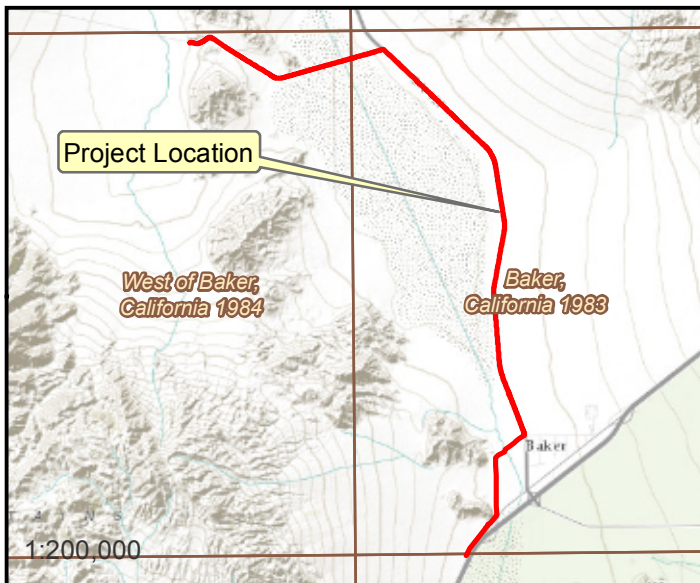 Project Location
West of Baker,
California 1984
Baker,
California 1983
Baker
T A I N S
1:200,000